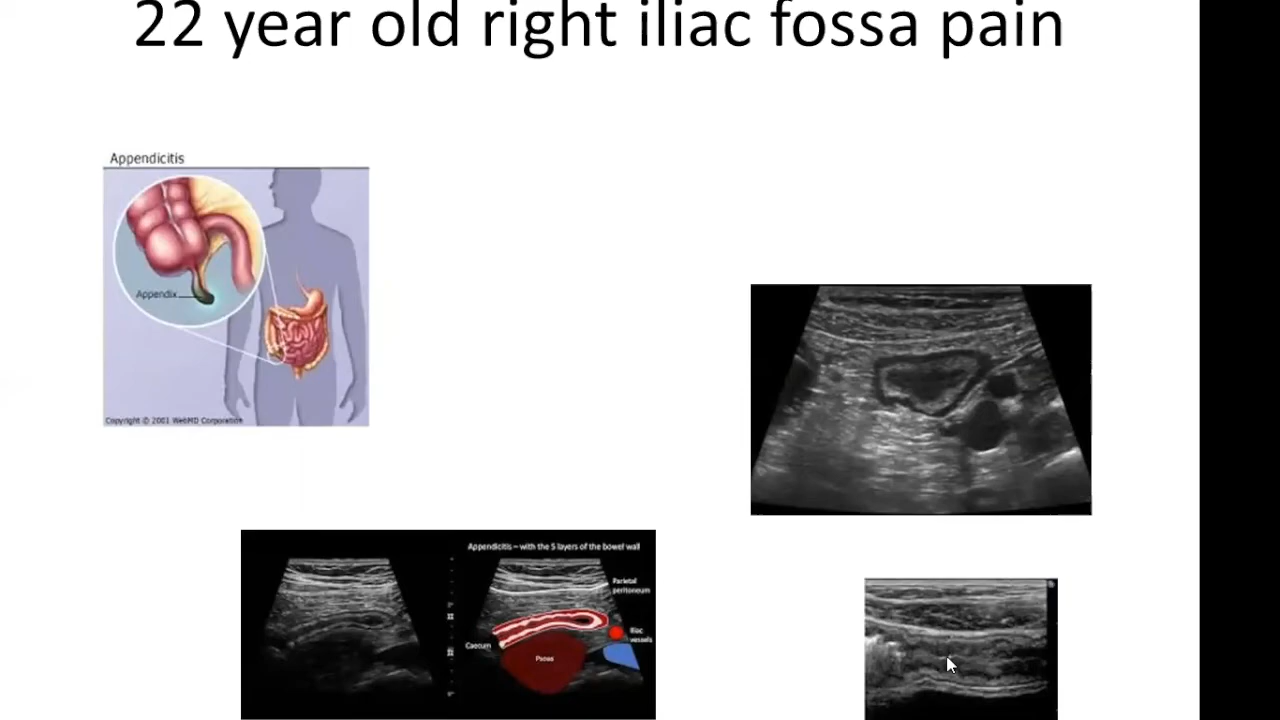 22 year old right iliac fossa pain
Appendicitis
Appendix
Copyright © 2001 WebMD Corporation
Appendicitis – with the 5 layers of the bowel wall
Parietal
peritoneum
Iliac
vessels
Caecum
Psoas